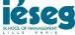 iéseg
SCHOOL OF MANAGEMENT
LILLE · PARIS